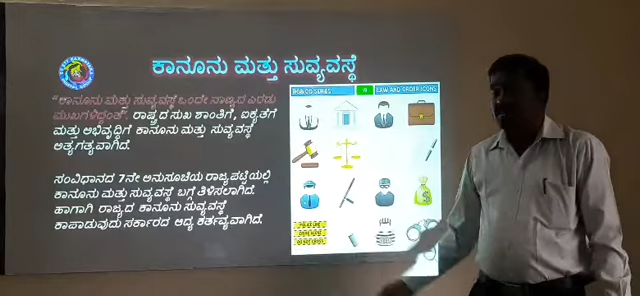 ಕಾನೂನು ಮತ್ತು ಸುವ್ಯವಸ್ಥೆ
"ಕಾನೂನು ಮತ್ತು ಸುವ್ಯವಸ್ಥೆ ಒಂದೇ ನಾಣ್ಯದ ಎರಡು
ಮುಖಗಳಿದ್ದಂತೆ". ರಾಷ್ಟ್ರದ ಸುಖ ಶಾಂತಿಗೆ, ಐಕ್ಯತೆಗೆ
ಮತ್ತು ಅಭಿವೃದ್ಧಿಗೆ ಕಾನೂನು ಮತ್ತು ಸುವ್ಯವಸ್ಥೆ
ಅತ್ಯಗತ್ಯವಾಗಿದೆ.
ಸಂವಿಧಾನದ 7ನೇ ಅನುಸೂಚಿಯ ರಾಜ್ಯಪಟ್ಟಿಯಲ್ಲಿ
ಕಾನೂನು ಮತ್ತು ಸುವ್ಯವಸ್ಥೆ ಬಗ್ಗೆ ತಿಳಿಸಲಾಗಿದೆ.
ಹಾಗಾಗಿ ರಾಜ್ಯದ ಕಾನೂನು ಸುವ್ಯವಸ್ಥೆ
ಕಾಪಾಡುವುದು ಸರ್ಕಾರದ ಆದ್ಯ ಕರ್ತವ್ಯವಾಗಿದೆ.
LAW AND ORDER ICONS